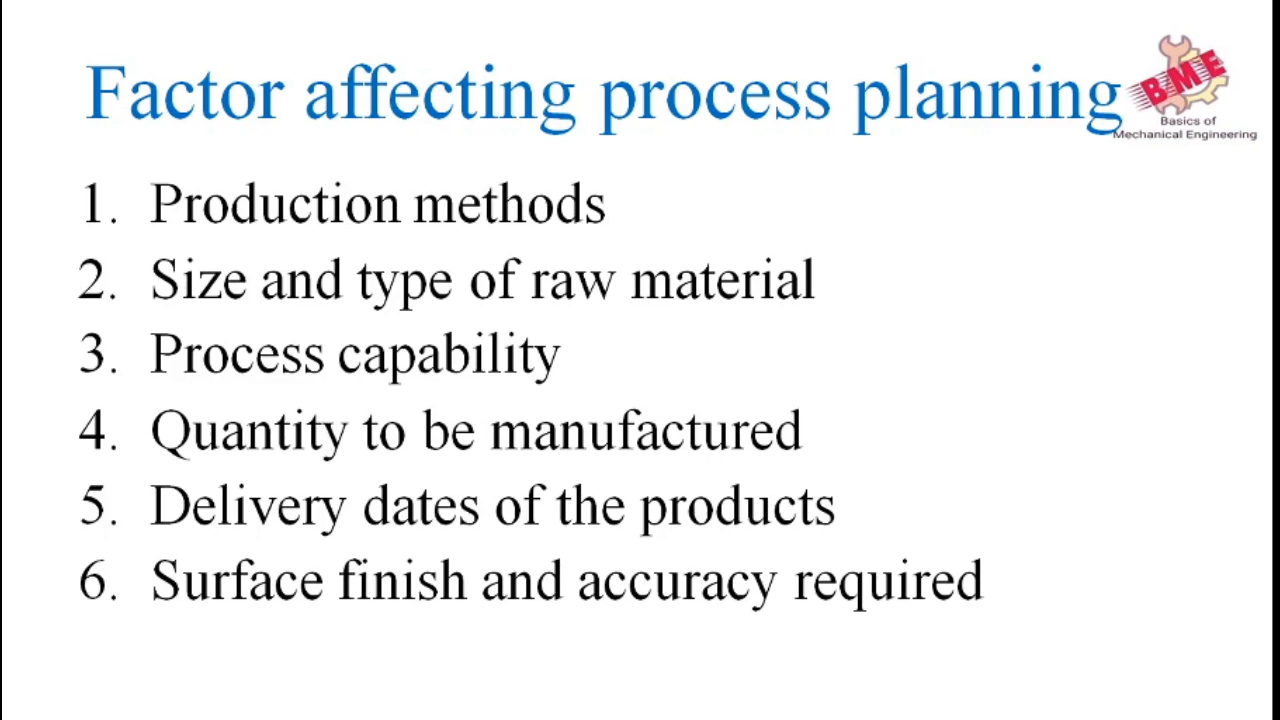 Factor affecting process planning
BME
Basics of
Mechanical Engineering
1. Production methods
2. Size and type of raw material
3. Process capability
4. Quantity to be manufactured
5. Delivery dates of the products
6. Surface finish and accuracy required